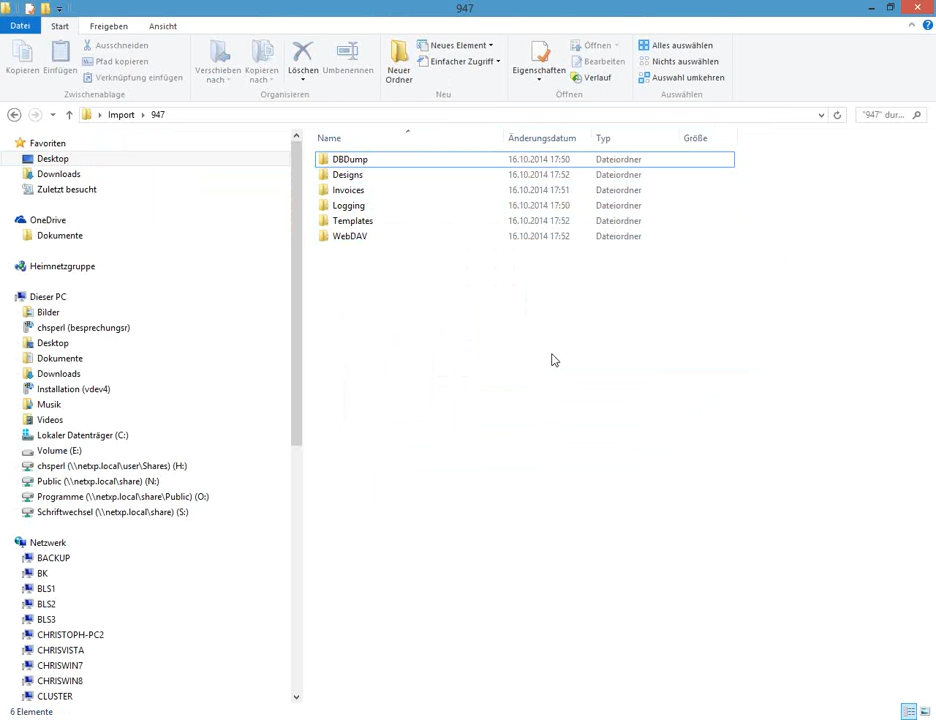 947
Datei Start Freigeben Ansicht
Kopieren Einfügen
Ausschneiden
Pfad kopieren
Verknüpfung einfügen
Zwischenablage
Verschieben nach
Kopieren nach
Löschen
Umbenennen
Organisieren
Neuer Ordner
Neues Element
Einfacher Zugriff
Neu
Eigenschaften
Öffnen
Bearbeiten
Verlauf
Öffnen
Alles auswählen
Nichts auswählen
Auswahl umkehren
Auswählen
Import 947
"947" dur...
Favoriten
Desktop
Downloads
Zuletzt besucht
OneDrive
Dokumente
Heimnetzgruppe
Dieser PC
Bilder
chsperl (besprechungsr)
Desktop
Dokumente
Downloads
Installation (vdev4)
Musik
Videos
Lokaler Datenträger (C:)
Volume (E:)
chsperl (\\netxp.local\user\Shares) (H:)
Public (\\netxp.local\share) (N:)
Programme (\\netxp.local\share\Public) (O:)
Schriftwechsel (\\netxp.local\share) (S:)
Netzwerk
BACKUP
BK
BLS1
BLS2
BLS3
CHRISTOPH-PC2
CHRISVISTA
CHRISWIN7
CHRISWIN8
CLUSTER
Name Änderungsdatum Typ Größe
DBDump 16.10.2014 17:50 Dateiordner
Designs 16.10.2014 17:52 Dateiordner
Invoices 16.10.2014 17:51 Dateiordner
Logging 16.10.2014 17:50 Dateiordner
Templates 16.10.2014 17:52 Dateiordner
WebDAV 16.10.2014 17:52 Dateiordner
6 Elemente